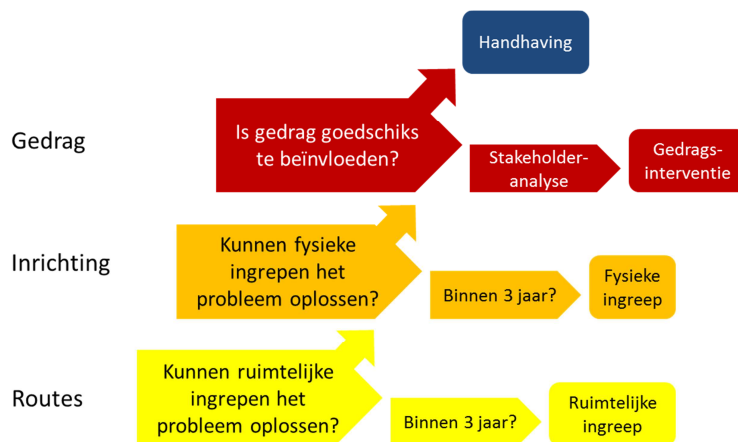 Handhaving
Gedrag
Is gedrag goedschiks
te beïnvloeden?
Stakeholder-
analyse
Gedrags-
interventie
Inrichting
Kunnen fysieke
ingrepen het
probleem oplossen?
Binnen 3 jaar?
Fysieke
ingreep
Routes
Kunnen ruimtelijke
ingrepen het
probleem oplossen?
Binnen 3 jaar?
Ruimtelijke
ingreep